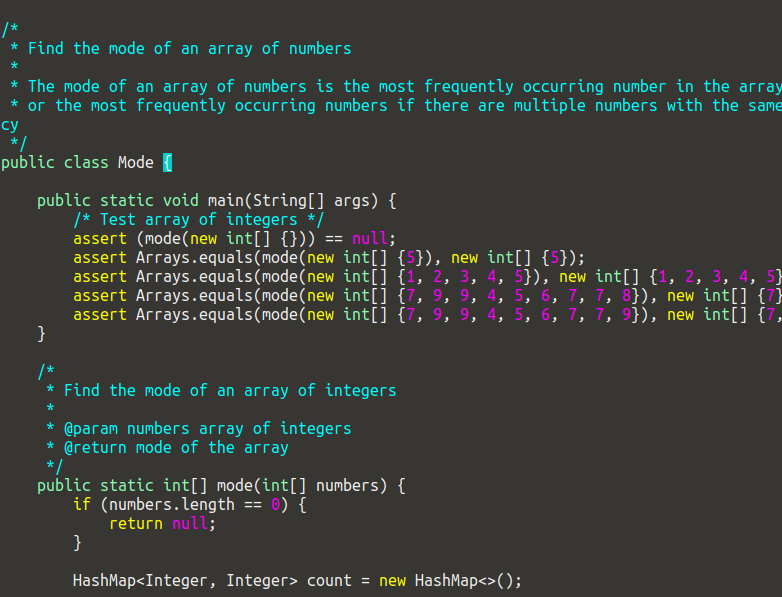 /*
 * Find the mode of an array of numbers
 *
 * The mode of an array of numbers is the most frequently occurring number in the array
 * or the most frequently occurring numbers if there are multiple numbers with the same
cy
 */
public class Mode {
    public static void main(String[] args) {
        /* Test array of integers */
        assert (mode(new int[] {})) == null;
        assert Arrays.equals(mode(new int[] {5}), new int[] {5});
        assert Arrays.equals(mode(new int[] {1, 2, 3, 4, 5}), new int[] {1, 2, 3, 4, 5}
        assert Arrays.equals(mode(new int[] {7, 9, 9, 4, 5, 6, 7, 7, 8}), new int[] {7}
        assert Arrays.equals(mode(new int[] {7, 9, 9, 4, 5, 6, 7, 7, 9}), new int[] {7,
    }
    /*
     * Find the mode of an array of integers
     *
     * @param numbers array of integers
     * @return mode of the array
     */
    public static int[] mode(int[] numbers) {
        if (numbers.length == 0) {
            return null;
        }
        HashMap<Integer, Integer> count = new HashMap<>();